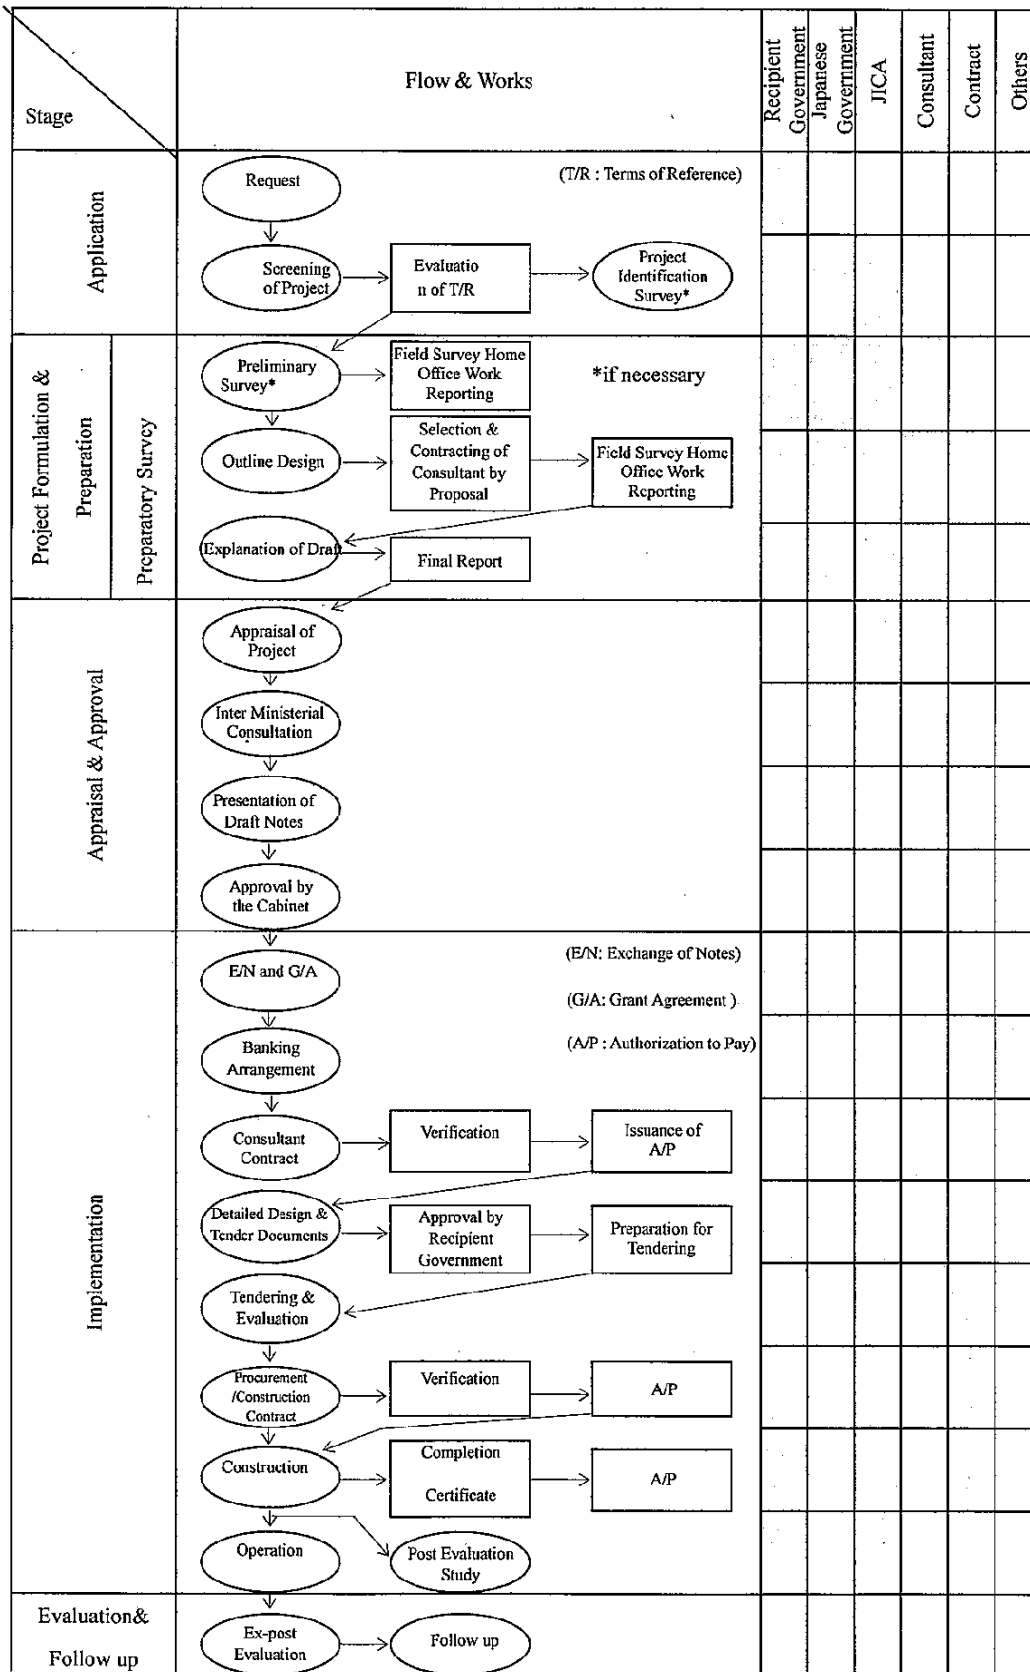 Stage
Flow & Works
Recipient
Government
Japanese
Government
JICA
Consultant
Contract
Others
Application
Request
(T/R : Terms of Reference)
Screening
of Project
Evaluatio
n of T/R
Project
Identification
Survey*
Project Formulation &
Preparation
Preparatory Survey
Preliminary
Survey*
Field Survey Home
Office Work
Reporting
*if necessary
Outline Design
Selection &
Contracting of
Consultant by
Proposal
Field Survey Home
Office Work
Reporting
(Explanation of Draft
Final Report
Appraisal & Approval
Appraisal of
Project
Inter Ministerial
Consultation
Presentation of
Draft Notes
Approval by
the Cabinet
Implementation
E/N and G/A
(E/N: Exchange of Notes)
(G/A: Grant Agreement )
(A/P : Authorization to Pay)
Banking
Arrangement
Consultant
Contract
Verification
Issuance of
A/P
Detailed Design &
Tender Documents
Approval by
Recipient
Government
Preparation for
Tendering
Tendering &
Evaluation
Procurement
/Construction
Contract
Verification
A/P
Construction
Completion
Certificate
A/P
Operation
Post Evaluation
Study
Evaluation&
Follow up
Ex-post
Evaluation
Follow up